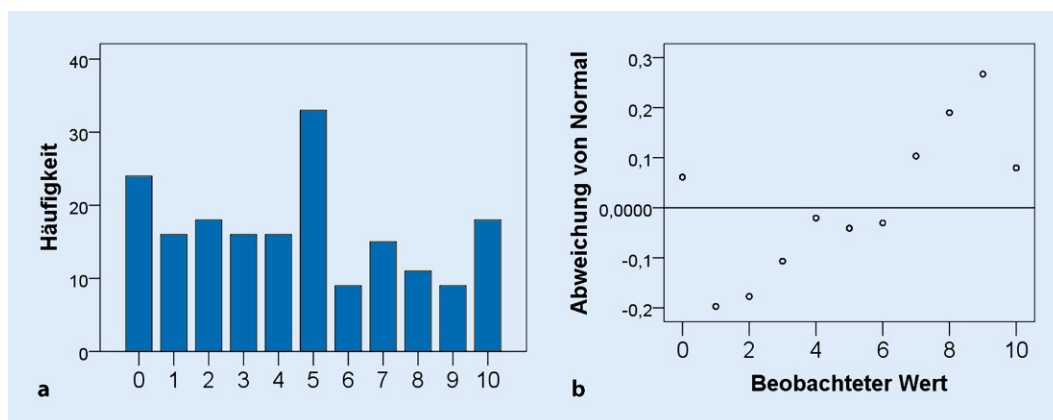 40
30
20
10
0
Häufigkeit
0 1 2 3 4 5 6 7 8 9 10
a
0,3
0,2
0,1
0,0000
-0,1
-0,2
Abweichung von Normal
0 2 4 6 8 10
Beobachteter Wert
b